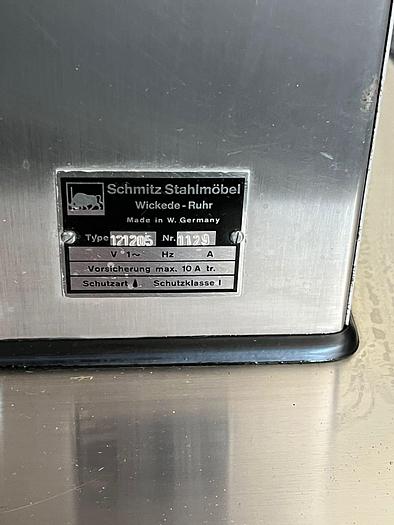 Schmitz Stahlmöbel
Wickede-Ruhr
Made in W. Germany
Type 121205 Nr. 1129
V 1~ Hz A
Vorsicherung max. 10 A tr.
Schutzart Schutzklasse I